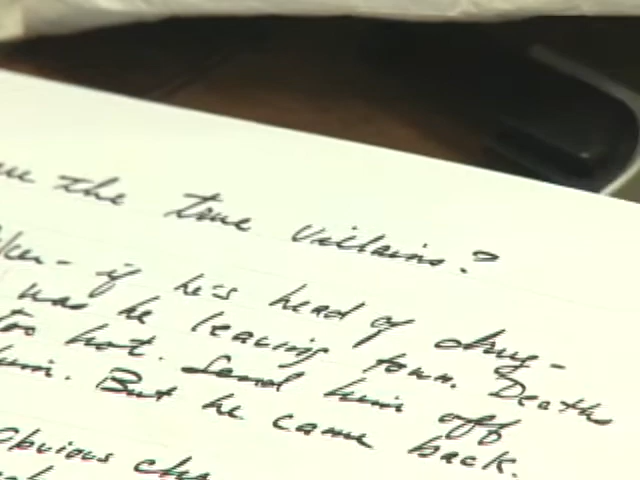 the true villains?
- if he's head of drug-
was he leaving town. Deaths
too hot. Send him off
him. But he came back.
Obvious